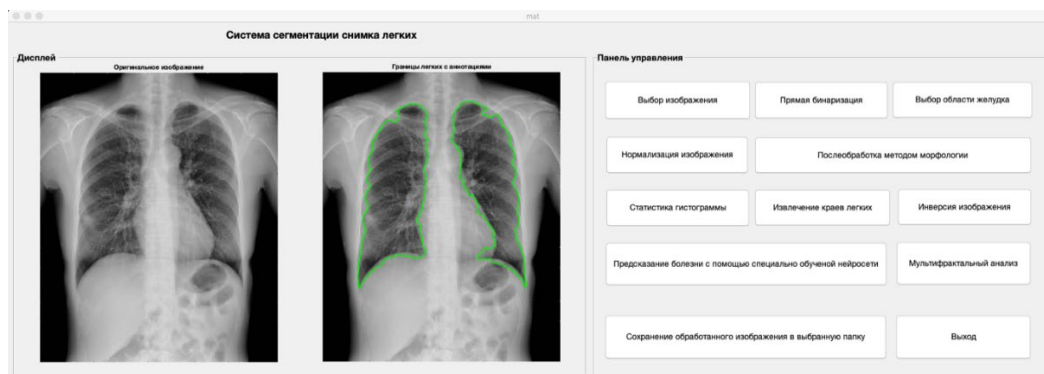 mat
Система сегментации снимка легких
Дисплей
Оригинальное изображение
Границы легких с аннотациями
Панель управления
Выбор изображения
Прямая бинаризация
Выбор области желудка
Нормализация изображения
Послеобработка методом морфологии
Статистика гистограммы
Извлечение краев легких
Инверсия изображения
Предсказание болезни с помощью специально обученой нейросети
Мультифрактальный анализ
Сохранение обработанного изображения в выбранную папку
Выход